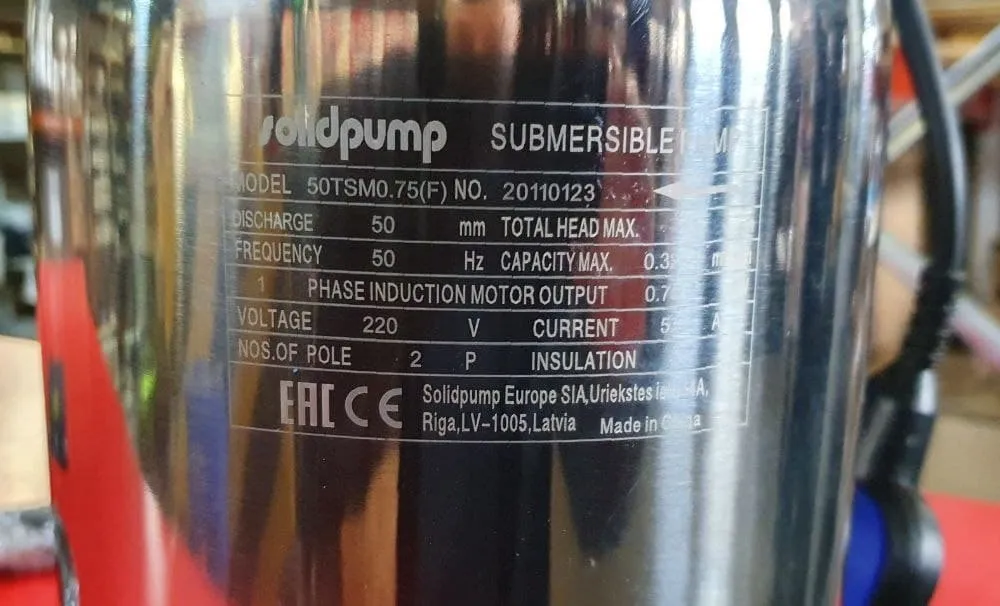 solidpump SUBMERSIBLE
MODEL 50TSM0.75(F) NO. 20110123
DISCHARGE 50 mm TOTAL HEAD MAX.
FREQUENCY 50 Hz CAPACITY MAX.
1 PHASE INDUCTION MOTOR OUTPUT
VOLTAGE 220 V CURRENT A
NOS.OF POLE 2 P INSULATION
EAC CE Solidpump Europe SIA,Uriekstes
Riga,LV-1005,Latvia Made in